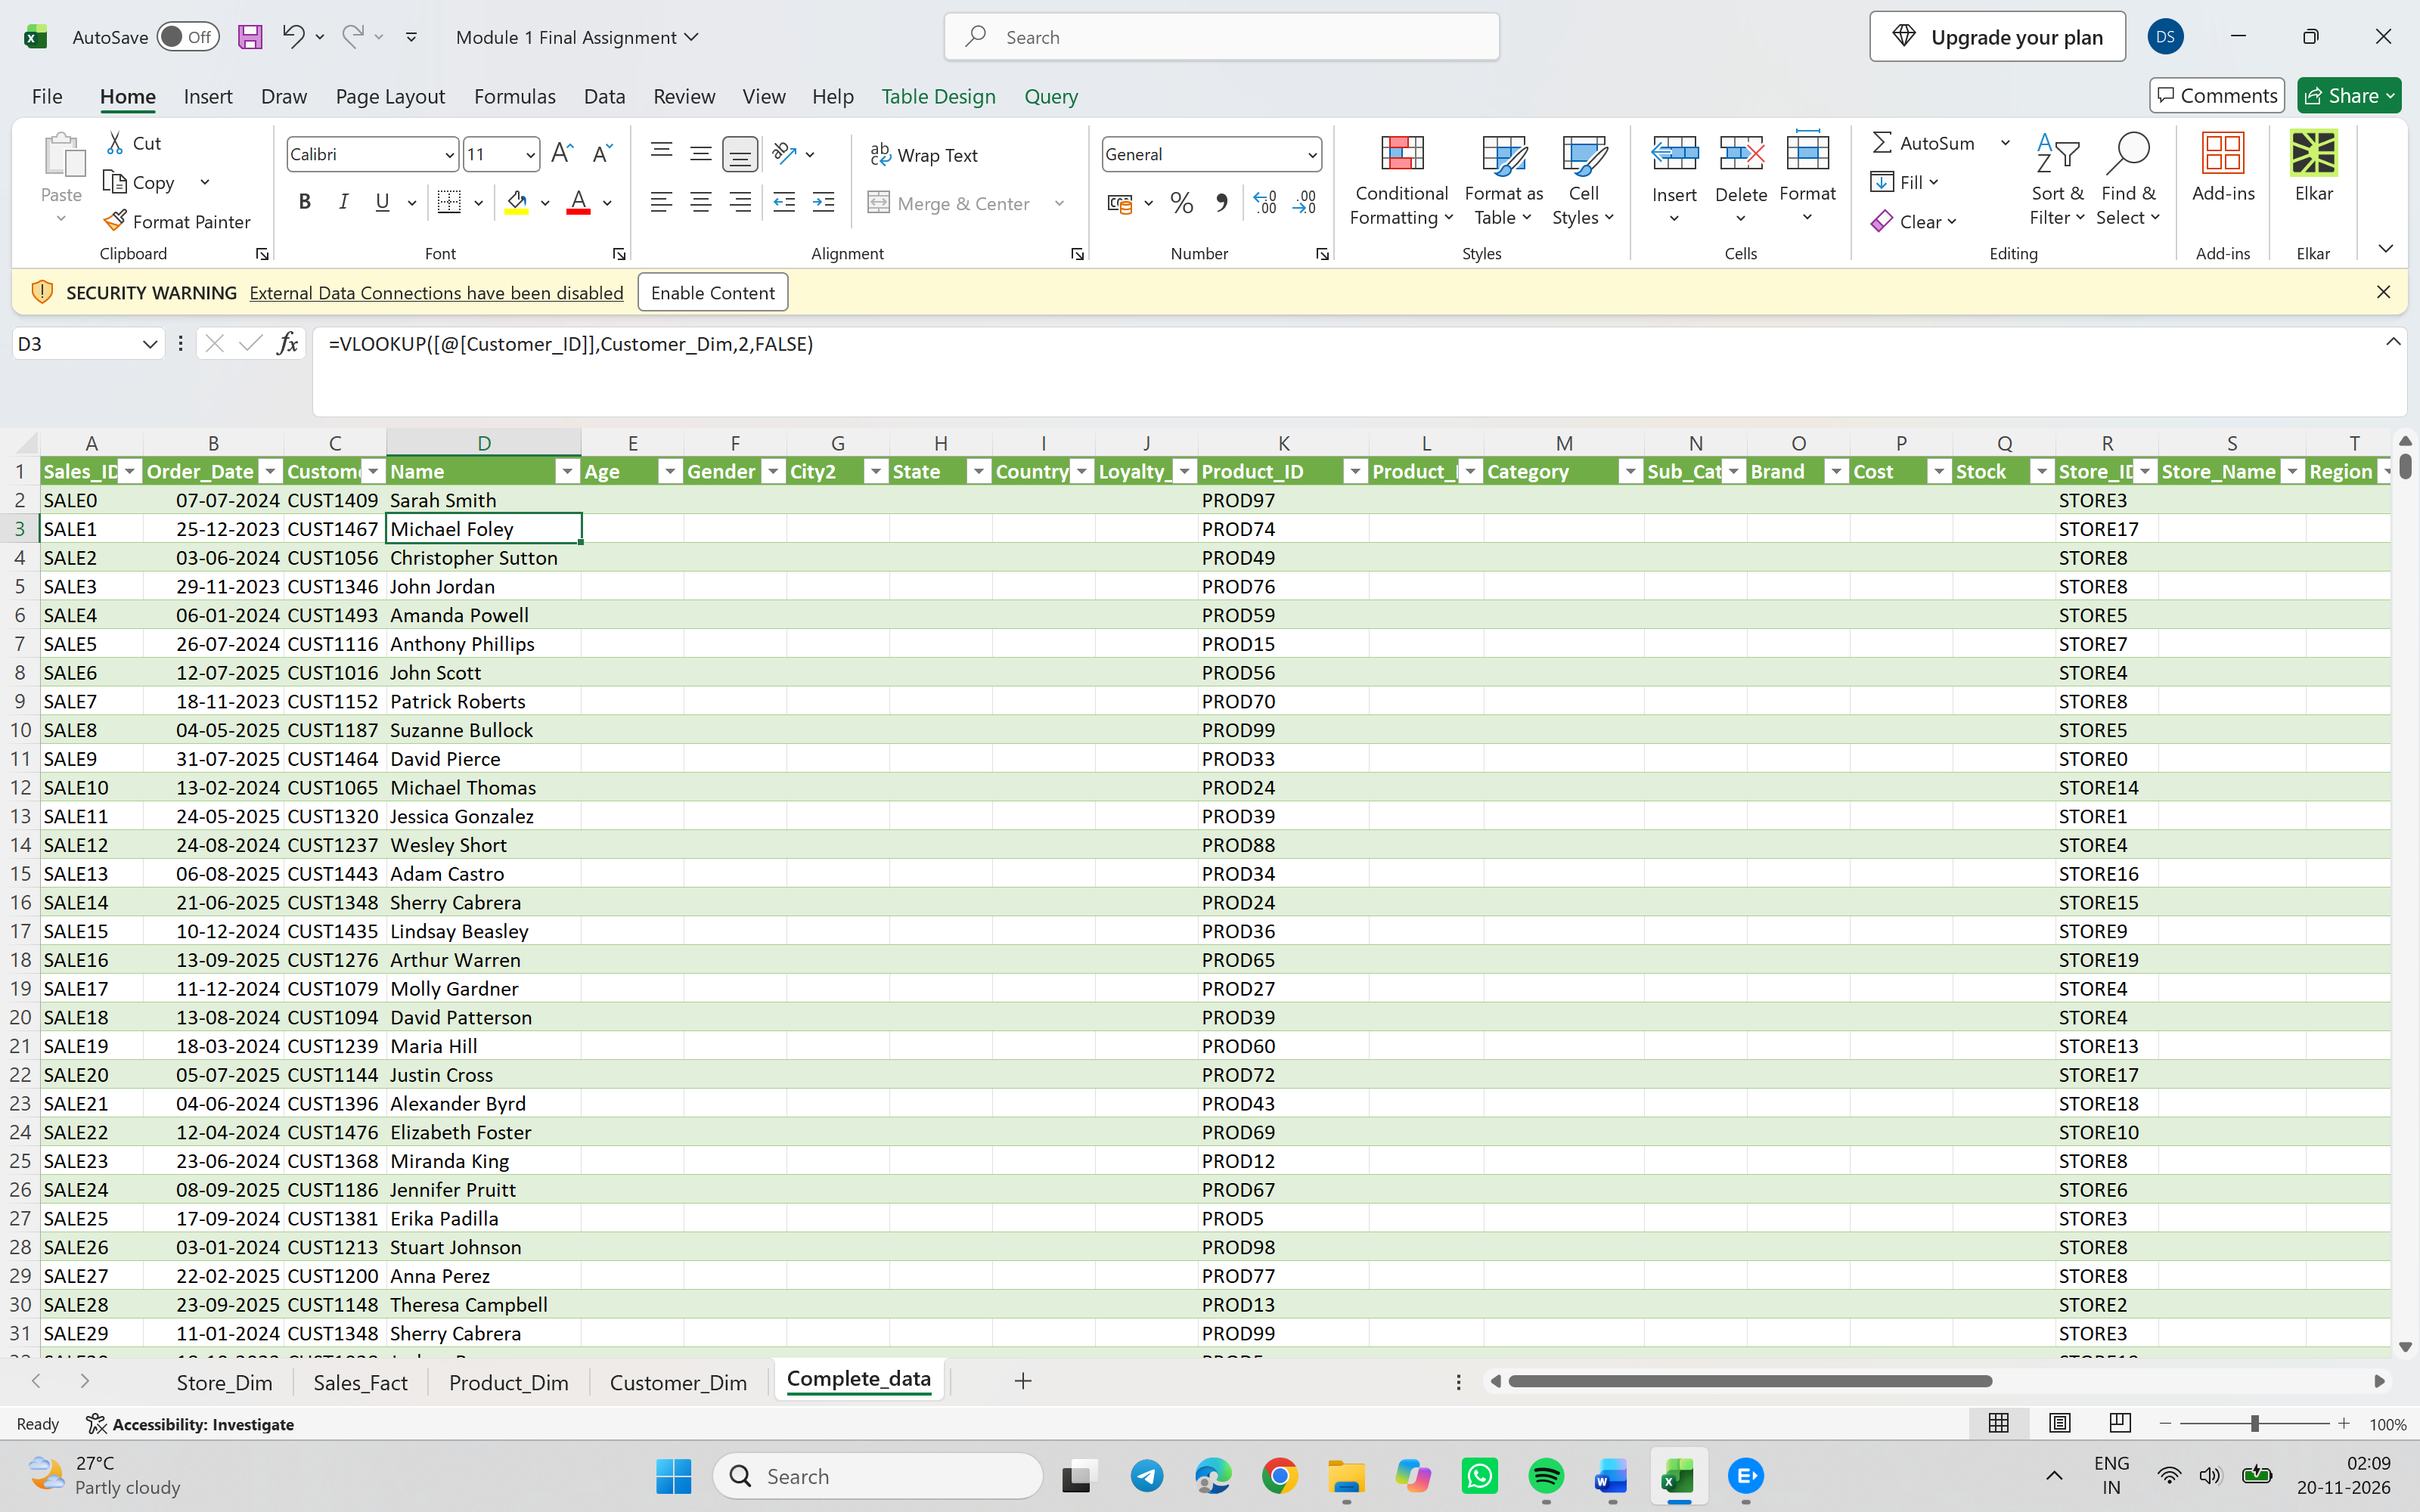 AutoSave Off Module 1 Final Assignment Search Upgrade your plan DS
File Home Insert Draw Page Layout Formulas Data Review View Help Table Design Query Comments Share
Paste Cut Copy Format Painter Clipboard
Calibri 11 B I U A Font
ab Wrap Text Merge & Center Alignment
General % Number
Conditional Formatting Format as Table Cell Styles Styles
Insert Delete Format Cells
AutoSum Fill Clear Sort & Filter Find & Select Editing
Add-ins Add-ins
Elkar Elkar
SECURITY WARNING External Data Connections have been disabled Enable Content
D3 fx =VLOOKUP([@[Customer_ID]],Customer_Dim,2,FALSE)
A B C D E F G H I J K L M N O P Q R S T
1 Sales_ID Order_Date Custome Name Age Gender City2 State Country Loyalty_ Product_ID Product_ Category Sub_Cat Brand Cost Stock Store_ID Store_Name Region
2 SALE0 07-07-2024 CUST1409 Sarah Smith PROD97 STORE3
3 SALE1 25-12-2023 CUST1467 Michael Foley PROD74 STORE17
4 SALE2 03-06-2024 CUST1056 Christopher Sutton PROD49 STORE8
5 SALE3 29-11-2023 CUST1346 John Jordan PROD76 STORE8
6 SALE4 06-01-2024 CUST1493 Amanda Powell PROD59 STORE5
7 SALE5 26-07-2024 CUST1116 Anthony Phillips PROD15 STORE7
8 SALE6 12-07-2025 CUST1016 John Scott PROD56 STORE4
9 SALE7 18-11-2023 CUST1152 Patrick Roberts PROD70 STORE8
10 SALE8 04-05-2025 CUST1187 Suzanne Bullock PROD99 STORE5
11 SALE9 31-07-2025 CUST1464 David Pierce PROD33 STORE0
12 SALE10 13-02-2024 CUST1065 Michael Thomas PROD24 STORE14
13 SALE11 24-05-2025 CUST1320 Jessica Gonzalez PROD39 STORE1
14 SALE12 24-08-2024 CUST1237 Wesley Short PROD88 STORE4
15 SALE13 06-08-2025 CUST1443 Adam Castro PROD34 STORE16
16 SALE14 21-06-2025 CUST1348 Sherry Cabrera PROD24 STORE15
17 SALE15 10-12-2024 CUST1435 Lindsay Beasley PROD36 STORE9
18 SALE16 13-09-2025 CUST1276 Arthur Warren PROD65 STORE19
19 SALE17 11-12-2024 CUST1079 Molly Gardner PROD27 STORE4
20 SALE18 13-08-2024 CUST1094 David Patterson PROD39 STORE4
21 SALE19 18-03-2024 CUST1239 Maria Hill PROD60 STORE13
22 SALE20 05-07-2025 CUST1144 Justin Cross PROD72 STORE17
23 SALE21 04-06-2024 CUST1396 Alexander Byrd PROD43 STORE18
24 SALE22 12-04-2024 CUST1476 Elizabeth Foster PROD69 STORE10
25 SALE23 23-06-2024 CUST1368 Miranda King PROD12 STORE8
26 SALE24 08-09-2025 CUST1186 Jennifer Pruitt PROD67 STORE6
27 SALE25 17-09-2024 CUST1381 Erika Padilla PROD5 STORE3
28 SALE26 03-01-2024 CUST1213 Stuart Johnson PROD98 STORE8
29 SALE27 22-02-2025 CUST1200 Anna Perez PROD77 STORE8
30 SALE28 23-09-2025 CUST1148 Theresa Campbell PROD13 STORE2
31 SALE29 11-01-2024 CUST1348 Sherry Cabrera PROD99 STORE3
Store_Dim Sales_Fact Product_Dim Customer_Dim Complete_data
Ready Accessibility: Investigate 100%
27°C
Partly cloudy
Search
ENG
IN
02:09
20-11-2026